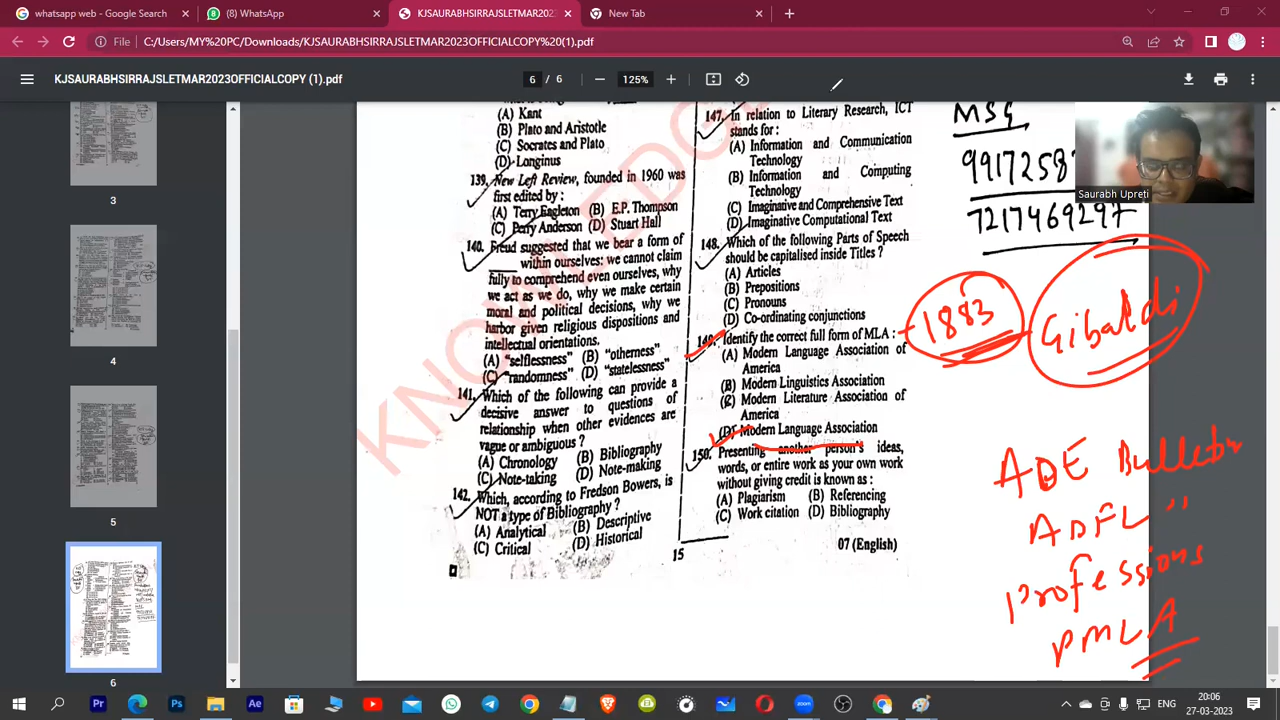 whatsapp web - Google Search
(8) WhatsApp
KJSAURABHSIRRAJSLETMAR202
New Tab
File
C:/Users/MY%20PC/Downloads/KJSAURABHSIRRAJSLETMAR2023OFFICIALCOPY%20(1).pdf
KJSAURABHSIRRAJSLETMAR2023OFFICIALCOPY (1).pdf
6 / 6
125%
3
4
5
6
(A) Kant
(B) Plato and Aristotle
(C) Socrates and Plato
(D) Longinus
139. New Left Review, founded in 1960 was
first edited by :
(A) Terry Eagleton (B) E.P. Thompson
(C) Perry Anderson (D) Stuart Hall
140. Freud suggested that we bear a form of
____ within ourselves: we cannot claim
fully to comprehend even ourselves, why
we act as we do, why we make certain
moral and political decisions, why we
harbor given religious dispositions and
intellectual orientations.
(A) "selflessness" (B) "otherness"
(C) "randomness" (D) "statelessness"
141. Which of the following can provide a
decisive answer to questions of
relationship when other evidences are
vague or ambiguous ?
(A) Chronology (B) Bibliography
(C) Note-taking (D) Note-making
142. Which, according to Fredson Bowers, is
NOT a type of Bibliography ?
(A) Analytical (B) Descriptive
(C) Critical (D) Historical
15
147. In relation to Literary Research, ICT
stands for :
(A) Information and Communication
Technology
(B) Information and Computing
Technology
(C) Imaginative and Comprehensive Text
(D) Imaginative Computational Text
148. Which of the following Parts of Speech
should be capitalised inside Titles ?
(A) Articles
(B) Prepositions
(C) Pronouns
(D) Co-ordinating conjunctions
149. Identify the correct full form of MLA :
(A) Modern Language Association of
America
(B) Modern Linguistics Association
(C) Modern Literature Association of
America
(D) Modern Language Association
150. Presenting another person's ideas,
words, or entire work as your own work
without giving credit is known as :
(A) Plagiarism (B) Referencing
(C) Work citation (D) Bibliography
07 (English)
MSG
9917258
7217469297
Saurabh Upreti
1883
Gibaldi
ADE Bulletin
ADFL "
Professions
PMLA
KNOWLEDG
ENG
20:06
27-03-2023